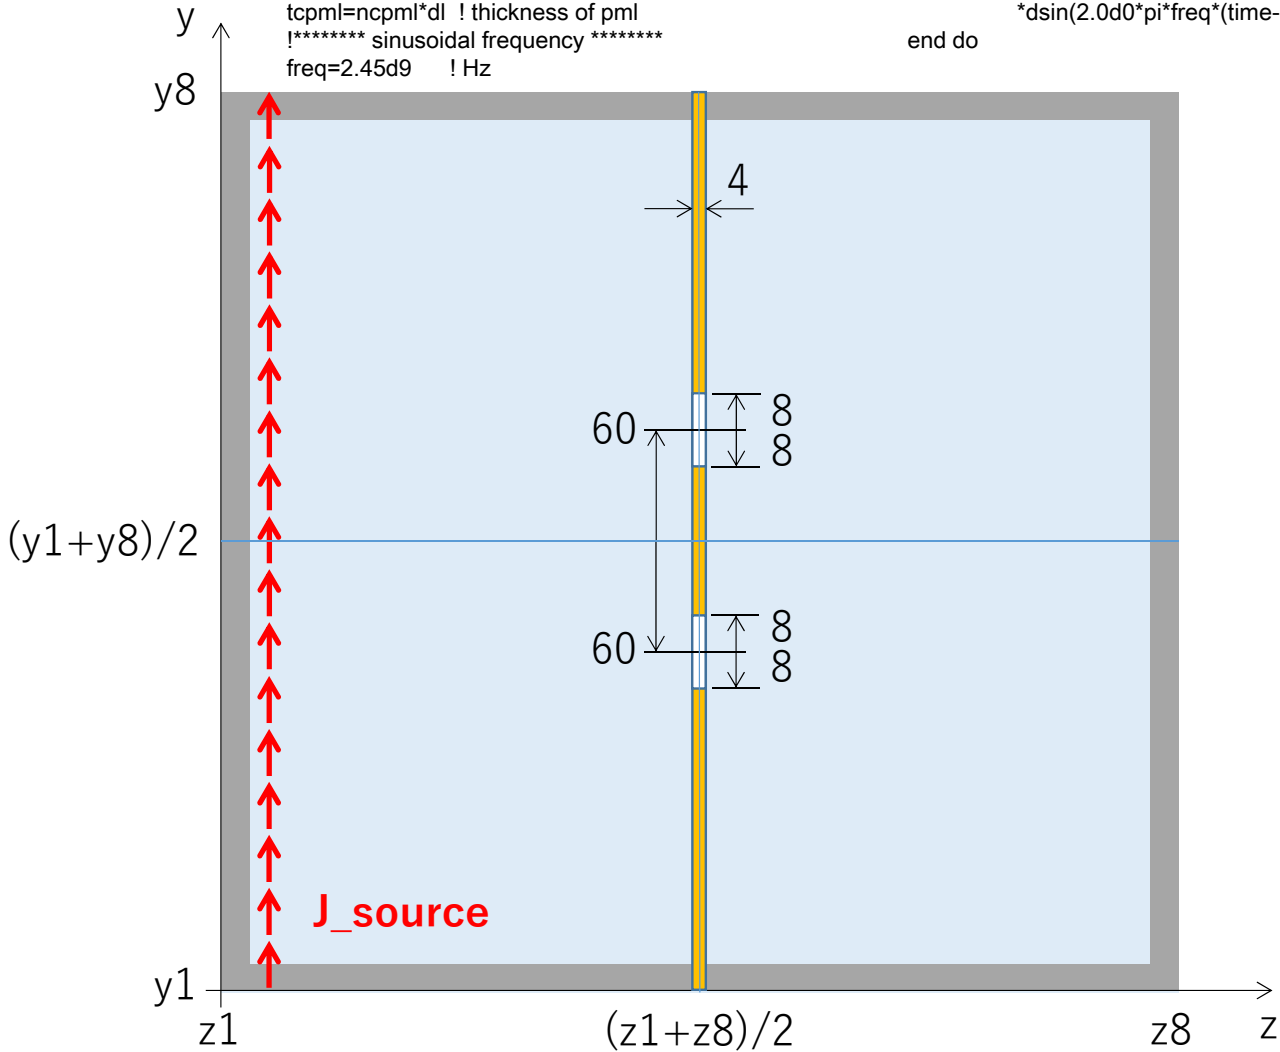 tcpml=ncpml*dl ! thickness of pml
!******** sinusoidal frequency ********
freq=2.45d9 ! Hz
*dsin(2.0d0*pi*freq*(time-
end do
y
y8
4
60
8
8
(y1+y8)/2
60
8
8
J_source
y1
z1
(z1+z8)/2
z8
z